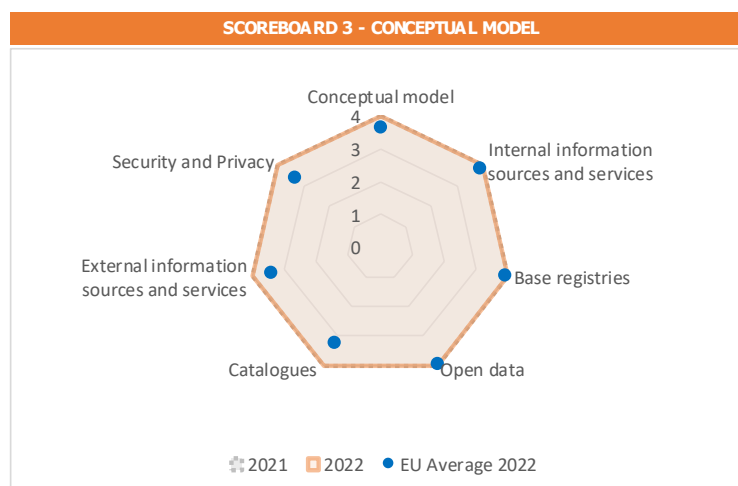 SCOREBOARD 3 - CONCEPTUAL MODEL
Conceptual model
4
3
2
1
0
Internal information
sources and services
Base registries
Open data
Catalogues
External information
sources and services
Security and Privacy
2021
2022
EU Average 2022